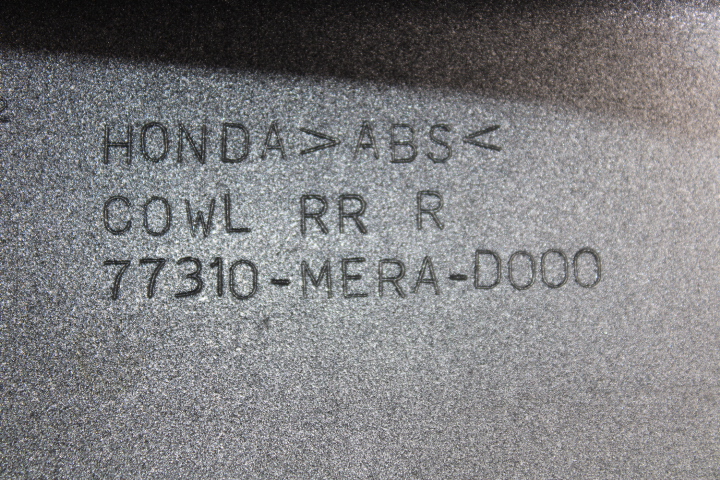 HONDA>ABS<
COWL RR R
77310-MERA-D000